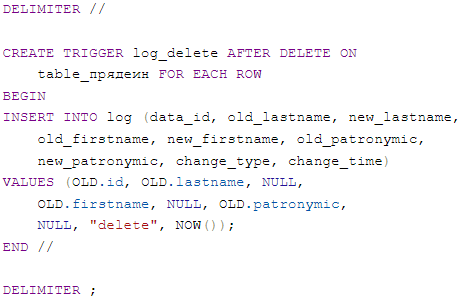 DELIMITER //
CREATE TRIGGER log_delete AFTER DELETE ON
table_прядеин FOR EACH ROW
BEGIN
INSERT INTO log (data_id, old_lastname, new_lastname,
old_firstname, new_firstname, old_patronymic,
new_patronymic, change_type, change_time)
VALUES (OLD.id, OLD.lastname, NULL,
OLD.firstname, NULL, OLD.patronymic,
NULL, "delete", NOW());
END //
DELIMITER ;